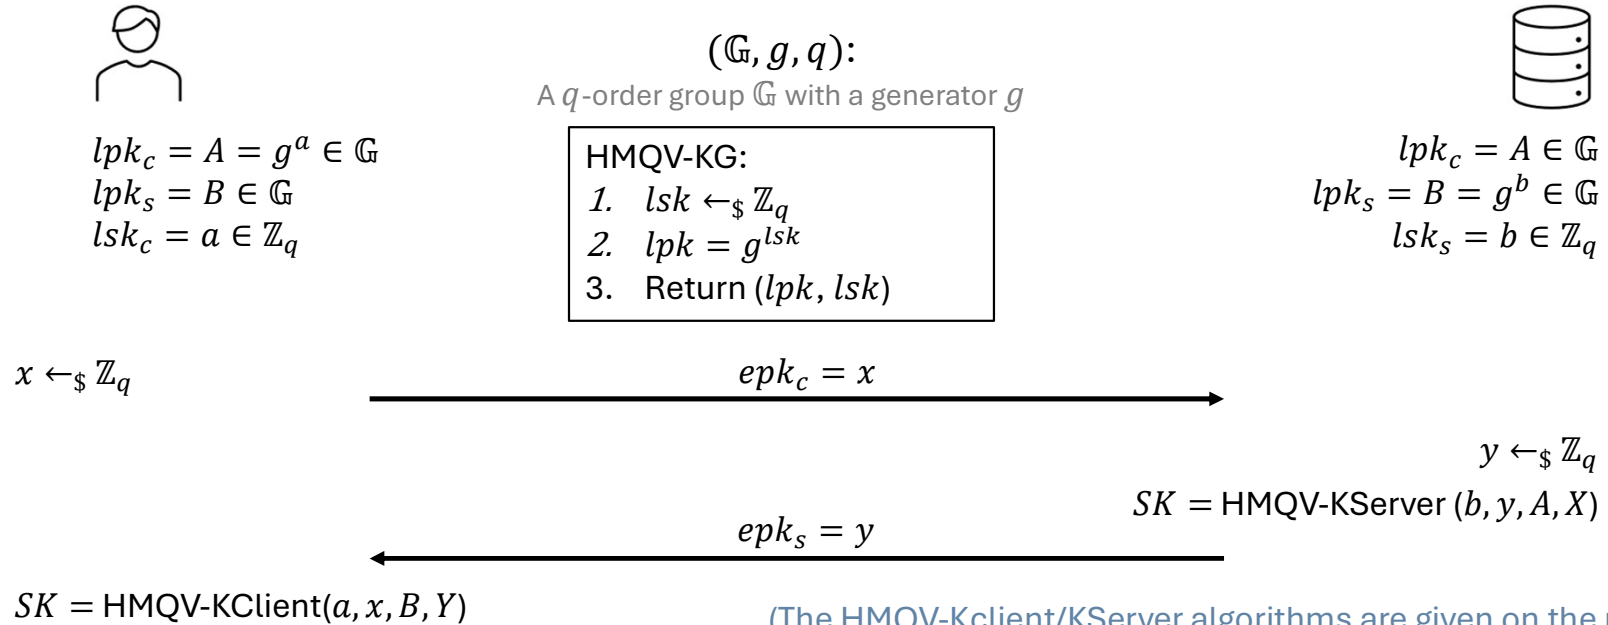 (𝔾, g, q):
A q-order group 𝔾 with a generator g
lpk_c = A = g^a ∈ 𝔾
lpk_s = B ∈ 𝔾
lsk_c = a ∈ ℤ_q
HMQV-KG:
1. lsk ←_$ ℤ_q
2. lpk = g^{lsk}
3. Return (lpk, lsk)
lpk_c = A ∈ 𝔾
lpk_s = B = g^b ∈ 𝔾
lsk_s = b ∈ ℤ_q
x ←_$ ℤ_q
epk_c = x
y ←_$ ℤ_q
SK = HMQV-KServer (b, y, A, X)
epk_s = y
SK = HMQV-KClient(a, x, B, Y)
(The HMQV-Kclient/KServer algorithms are given on the